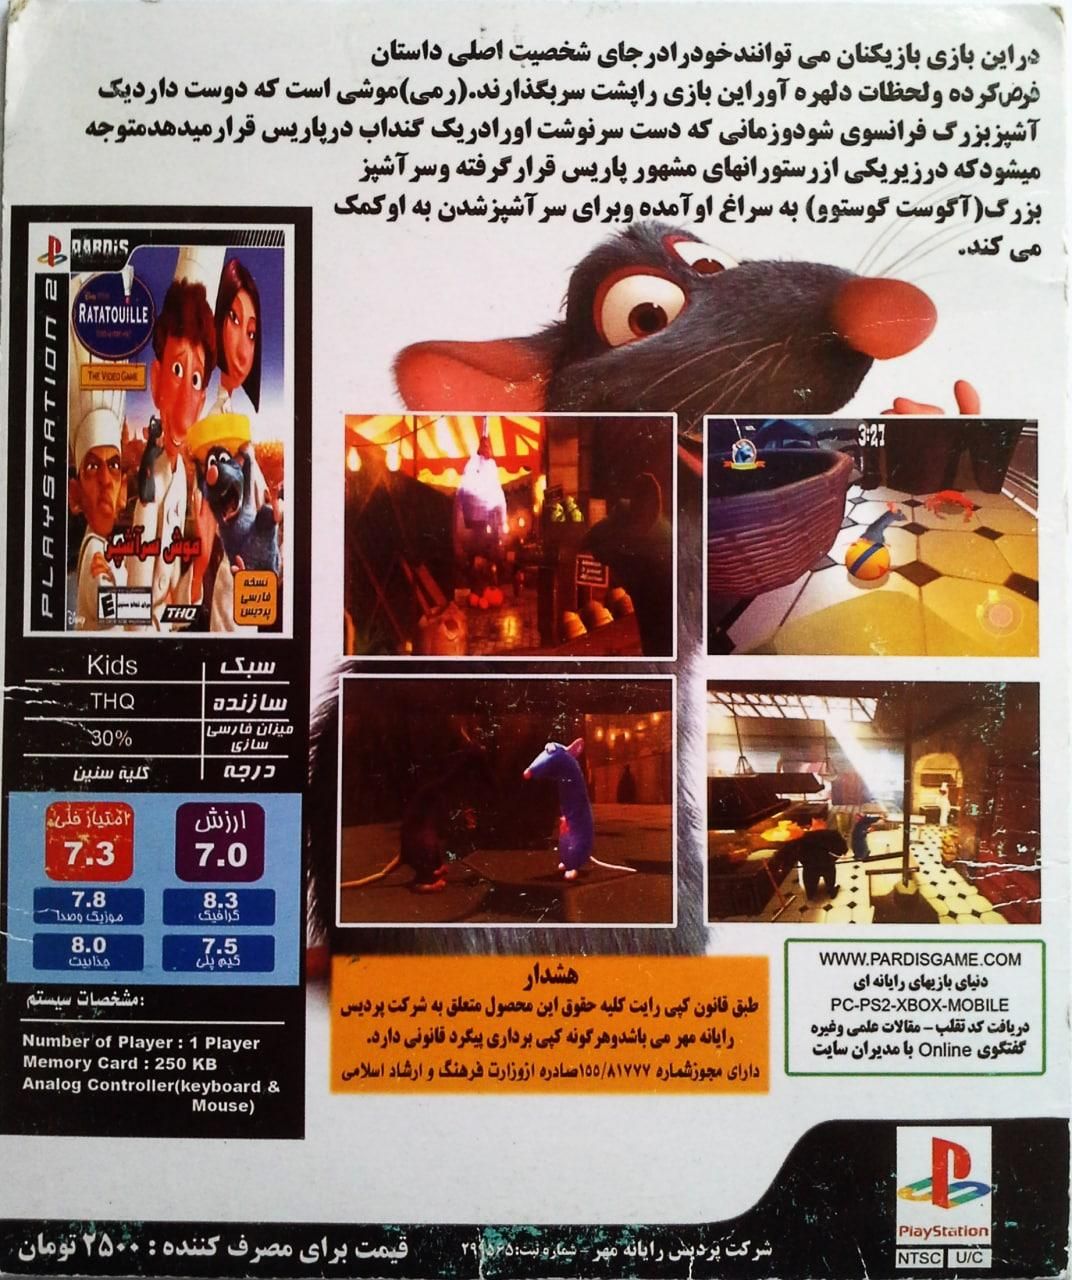 دراین بازی بازیکنان می توانندخودرادرجای شخصیت اصلی داستان
فرض‌کرده ولحظات دلهره آوراین بازی راپشت سربگذارند.(رمی)موشی است که دوست داردیک
آشپزبزرگ فرانسوی شودوزمانی که دست سرنوشت اورادریک گنداب درپاریس قرارمیدهدمتوجه
میشودکه درزیریکی ازرستورانهای مشهور پاریس قرارگرفته وسرآشپز
بزرگ(آگوست گوستوو) به سراغ اوآمده وبرای سرآشپزشدن به اوکمک
می کند.
PARDIS
PLAYSTATION 2
RATATOUILLE
THE VIDEO GAME
موش سرآشپز
نسخه
فارسی
پردیس
E
THQ
3:27
سبک Kids
سازنده THQ
میزان فارسی
سازی 30%
درجه کلیه سنین
ارزش امتیاز فنی
7.0 7.3
8.3 7.8
گرافیک موزیک وصدا
7.5 8.0
گیم پلی جذابیت
مشخصات سیستم:
Number of Player : 1 Player
Memory Card : 250 KB
Analog Controller(keyboard &
Mouse)
هشدار
طبق قانون کپی رایت کلیه حقوق این محصول متعلق به شرکت پردیس
رایانه مهر می باشدوهرگونه کپی برداری پیگرد قانونی دارد.
دارای مجوزشماره ۱۵۵/۸۱۷۷۷صادره ازوزارت فرهنگ و ارشاد اسلامی
WWW.PARDISGAME.COM
دنیای بازیهای رایانه ای
PC-PS2-XBOX-MOBILE
دریافت کد تقلب - مقالات علمی وغیره
گفتگوی Online با مدیران سایت
PlayStation
NTSC U/C
شرکت پردیس رایانه مهر - شماره ثبت:
قیمت برای مصرف کننده : ۲۵۰۰ تومان